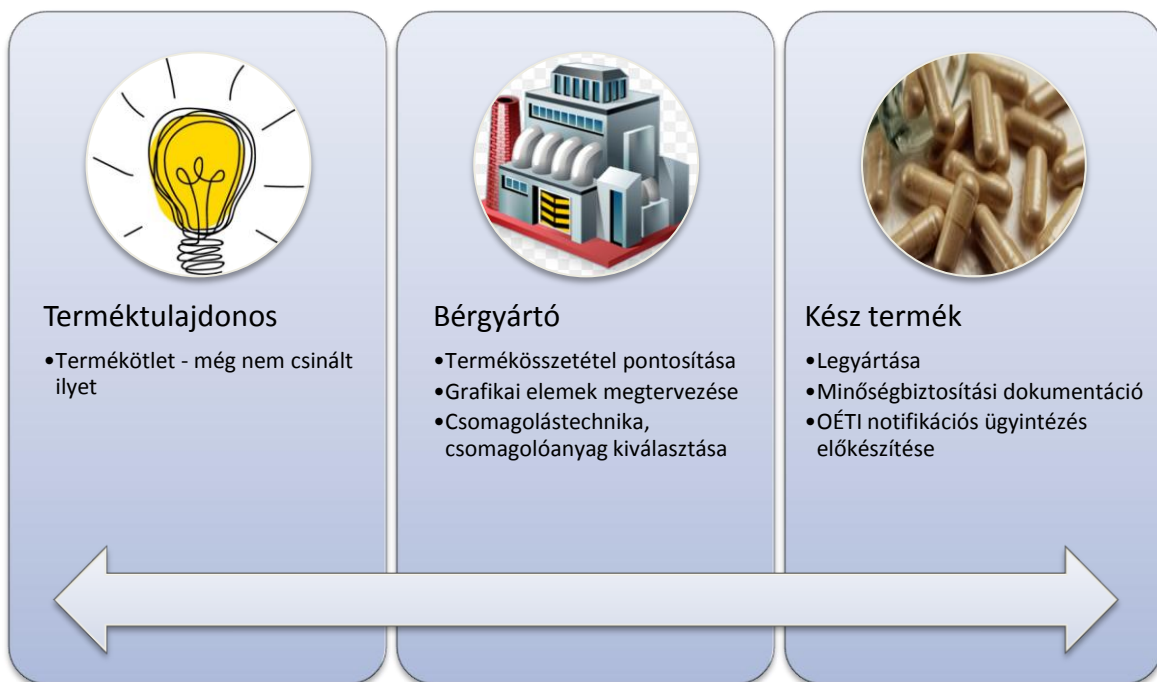 Terméktulajdonos
•Termékötlet - még nem csinált
ilyet
Bérgyártó
•Termékösszetétel pontosítása
•Grafikai elemek megtervezése
•Csomagolástechnika,
csomagolóanyag kiválasztása
Kész termék
•Legyártása
•Minőségbiztosítási dokumentáció
•OÉTI notifikációs ügyintézés
előkészítése